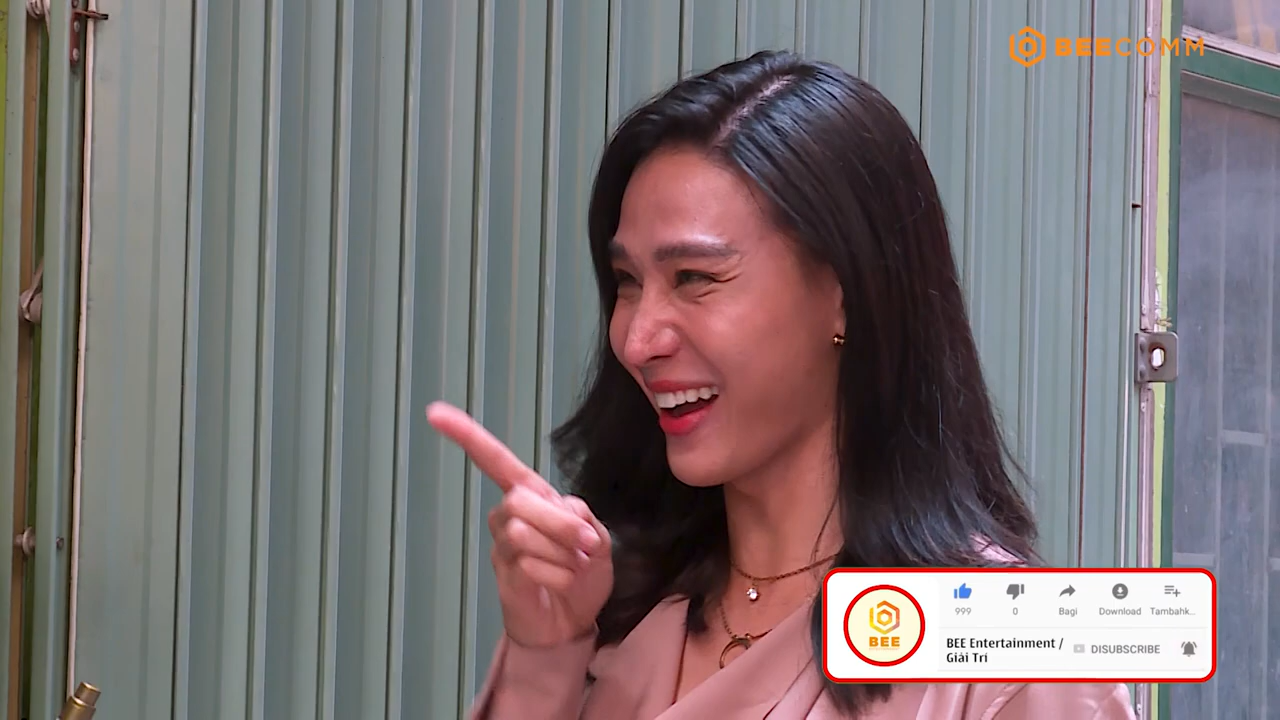 BEECOMM
999
0
Bagi
Download
Tambahk...
BEE
BEE Entertainment /
Giải Trí
DISUBSCRIBE